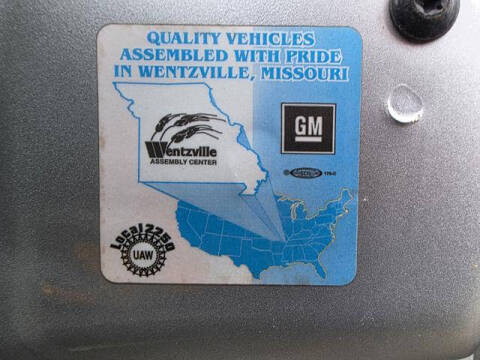 QUALITY VEHICLES
ASSEMBLED WITH PRIDE
IN WENTZVILLE, MISSOURI
Wentzville
ASSEMBLY CENTER
GM
Local 2250
UAW